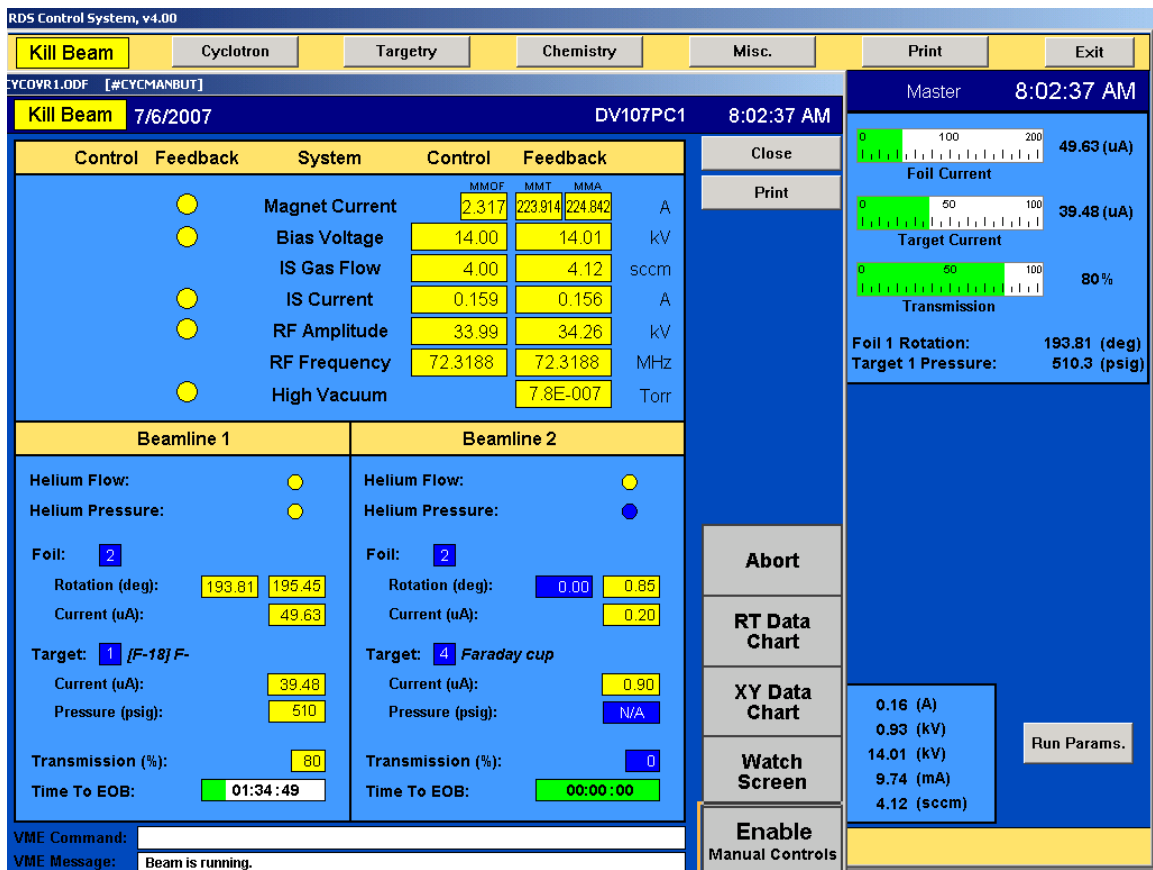 RDS Control System, v4.00
Kill Beam Cyclotron Targetry Chemistry Misc. Print Exit
CYCOVR1.ODF [#CYCMANBUT]
Kill Beam 7/6/2007 DV107PC1 8:02:37 AM
Master 8:02:37 AM
Control Feedback System Control Feedback
MMOF MMT MMA
Magnet Current 2.317 223.914 224.842 A
Bias Voltage 14.00 14.01 kV
IS Gas Flow 4.00 4.12 sccm
IS Current 0.159 0.156 A
RF Amplitude 33.99 34.26 kV
RF Frequency 72.3188 72.3188 MHz
High Vacuum 7.8E-007 Torr
Close
Print
0 100 200
49.63 (uA)
Foil Current
0 50 100
39.48 (uA)
Target Current
0 50 100
80%
Transmission
Foil 1 Rotation: 193.81 (deg)
Target 1 Pressure: 510.3 (psig)
Beamline 1
Helium Flow:
Helium Pressure:
Foil: 2
Rotation (deg): 193.81 195.45
Current (uA): 49.63
Target: 1 [F-18] F-
Current (uA): 39.48
Pressure (psig): 510
Transmission (%): 80
Time To EOB: 01:34:49
Beamline 2
Helium Flow:
Helium Pressure:
Foil: 2
Rotation (deg): 0.00 0.85
Current (uA): 0.20
Target: 4 Faraday cup
Current (uA): 0.90
Pressure (psig): N/A
Transmission (%): 0
Time To EOB: 00:00:00
Abort
RT Data
Chart
XY Data
Chart
Watch
Screen
Enable
Manual Controls
0.16 (A)
0.93 (kV)
14.01 (kV)
9.74 (mA)
4.12 (sccm)
Run Params.
VME Command:
VME Message: Beam is running.